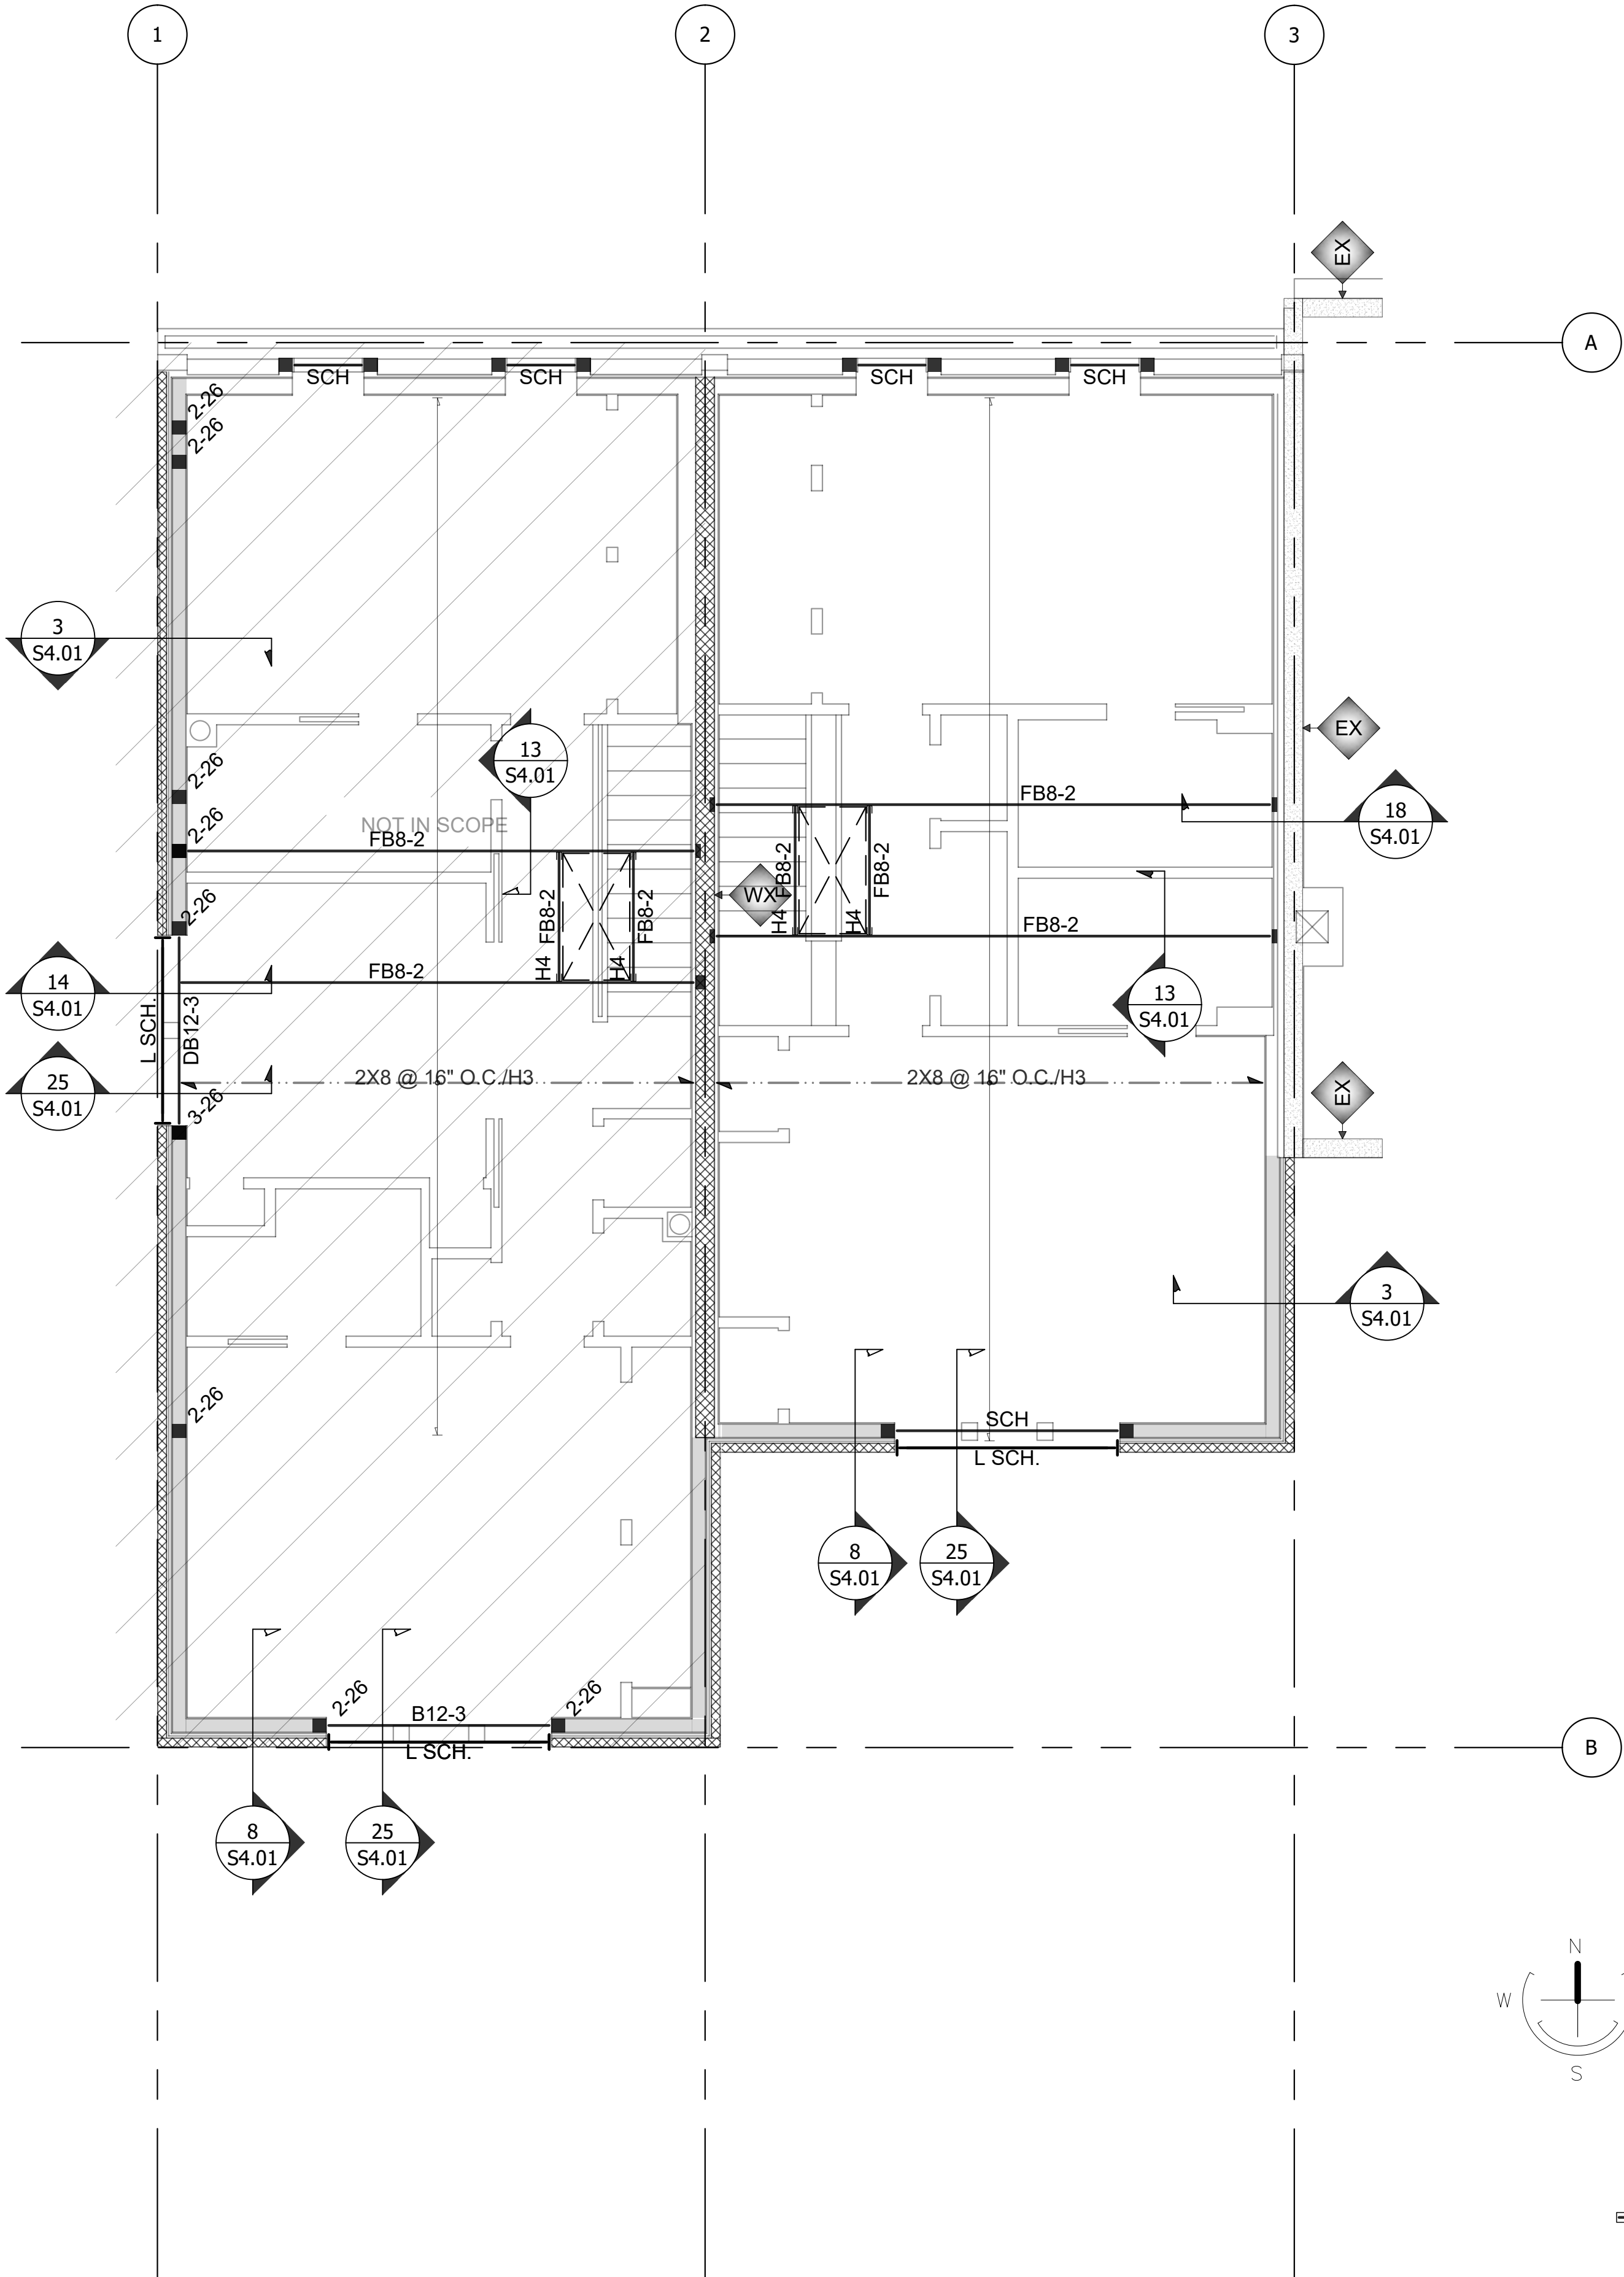 1
2
3
EX
A
SCH
SCH
SCH
SCH
2-26
2-26
3
S4.01
EX
13
S4.01
2-26
FB8-2
18
S4.01
NOT IN SCOPE
2-26
FB8-2
FB8-2
FB8-2
WX
2-26
FB8-2
FB8-2
H4
H4
FB8-2
H4
H4
FB8-2
14
S4.01
13
S4.01
L SCH.
DB12-3
25
S4.01
2X8 @ 16" O.C./H3
2X8 @ 16" O.C./H3
EX
3-26
3
S4.01
2-26
SCH
L SCH.
8
S4.01
25
S4.01
2-26
B12-3
2-26
L SCH.
B
8
S4.01
25
S4.01
N
W
S